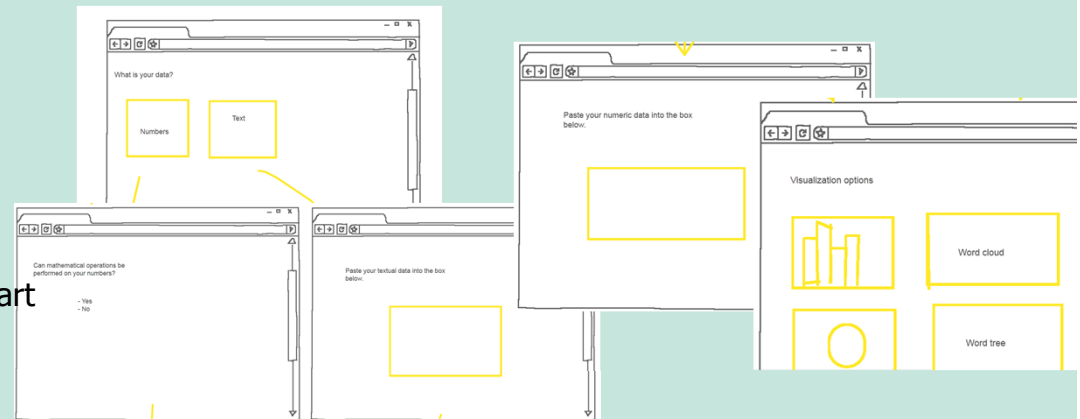 What is your data?
Numbers
Text
Can mathematical operations be
performed on your numbers?
- Yes
- No
art
Paste your textual data into the box
below.
Paste your numeric data into the box
below.
Visualization options
Word cloud
Word tree